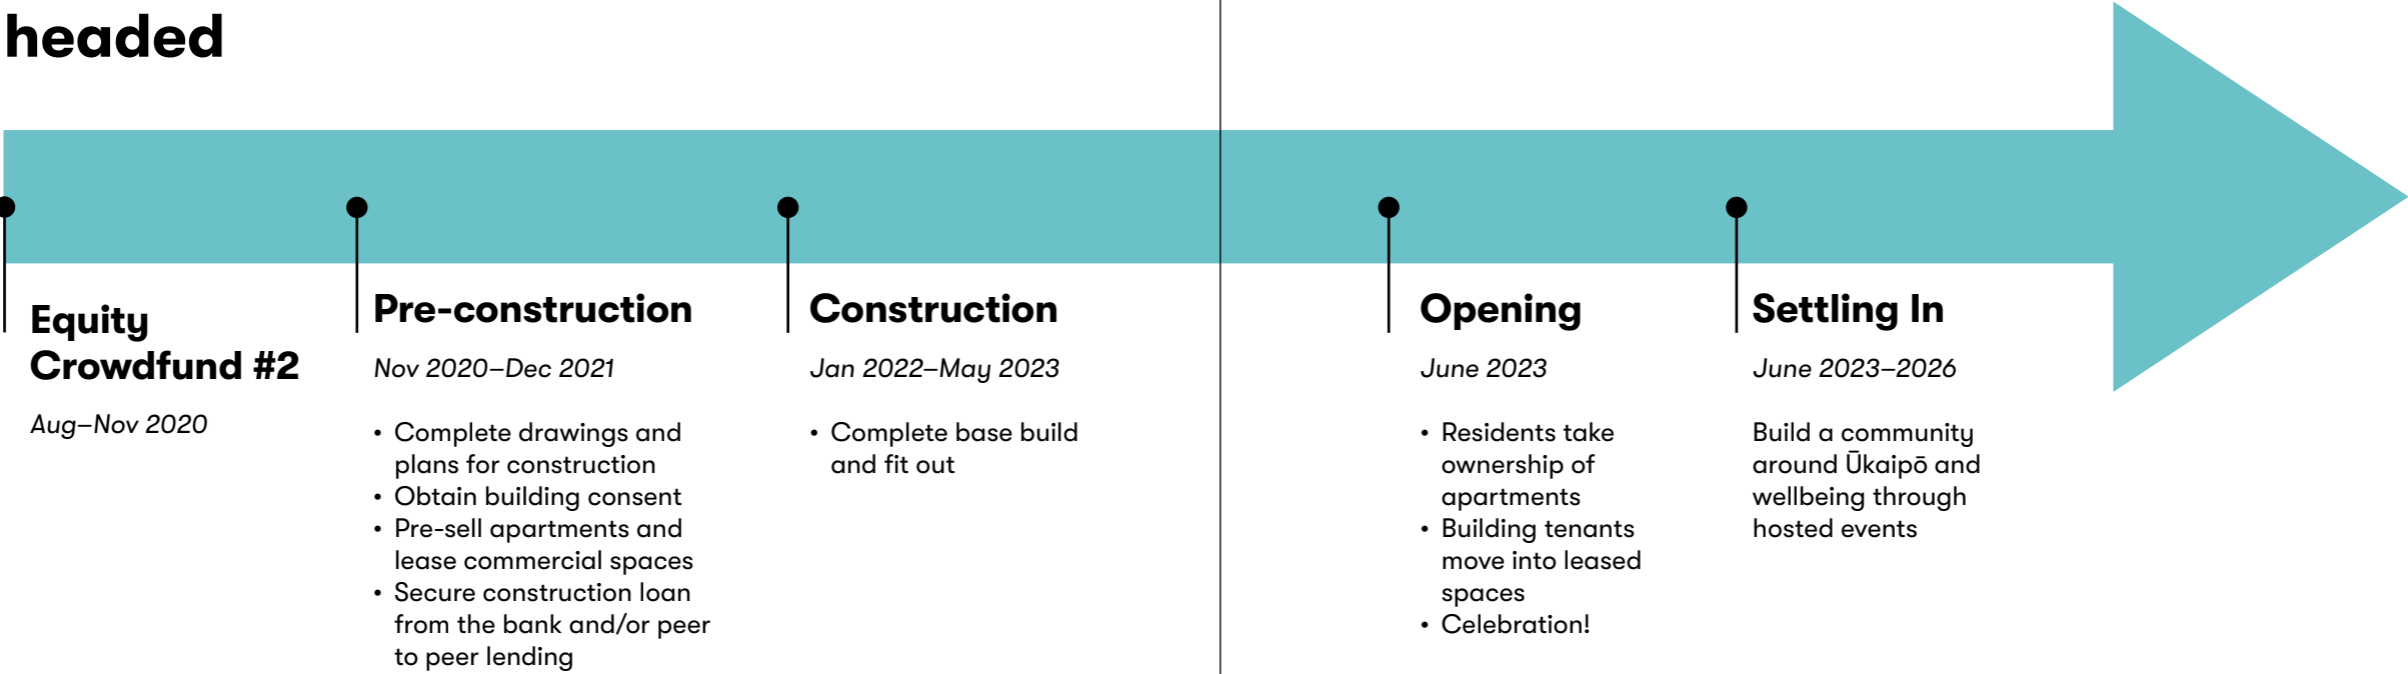 headed
Equity
Crowdfund #2
Aug–Nov 2020
Pre-construction
Nov 2020–Dec 2021
• Complete drawings and
plans for construction
• Obtain building consent
• Pre-sell apartments and
lease commercial spaces
• Secure construction loan
from the bank and/or peer
to peer lending
Construction
Jan 2022–May 2023
• Complete base build
and fit out
Opening
June 2023
• Residents take
ownership of
apartments
• Building tenants
move into leased
spaces
• Celebration!
Settling In
June 2023–2026
Build a community
around Ūkaipō and
wellbeing through
hosted events